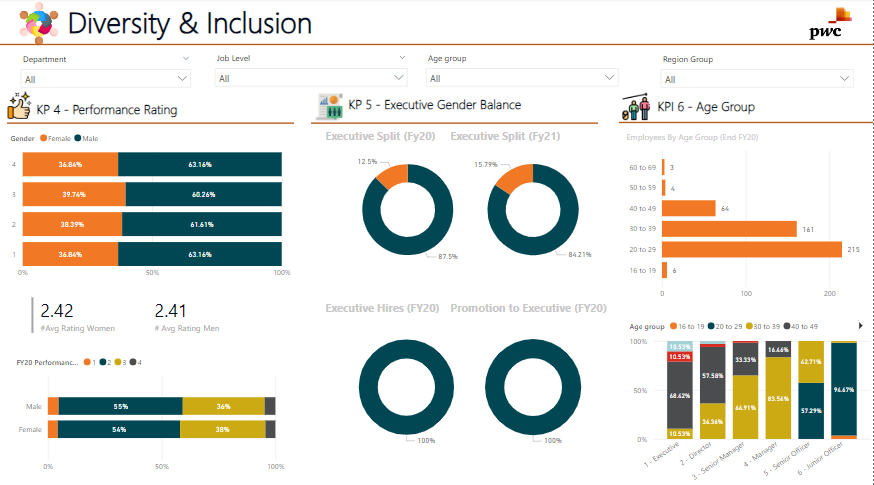 Diversity & Inclusion
pwc
Department
Job Level
Age group
Region Group
All
All
All
All
KP 4 - Performance Rating
KP 5 - Executive Gender Balance
KPI 6 - Age Group
Gender Female Male
4 36.84% 63.16%
3 39.74% 60.26%
2 38.39% 61.61%
1 36.84% 63.16%
0% 50% 100%
2.42
#Avg Rating Women
2.41
# Avg Rating Men
FY20 Performanc... 1 2 3 4
Male 55% 36%
Female 54% 38%
0% 50% 100%
Executive Split (Fy20)
12.5%
87.5%
Executive Split (Fy21)
15.79%
84.21%
Executive Hires (FY20)
100%
Promotion to Executive (FY20)
100%
Employees By Age Group (End FY20)
60 to 69 3
50 to 59 4
40 to 49 64
30 to 39 161
20 to 29 215
16 to 19 6
0 100 200
Age group 16 to 19 20 to 29 30 to 39 40 to 49
100%
50%
0%
10.53%
10.53%
68.42%
10.53%
57.58%
36.36%
33.33%
64.91%
16.46%
83.54%
42.71%
57.29%
94.67%
1 - Executive
2 - Director
3 - Senior Manager
4 - Manager
5 - Senior Officer
6 - Junior Officer